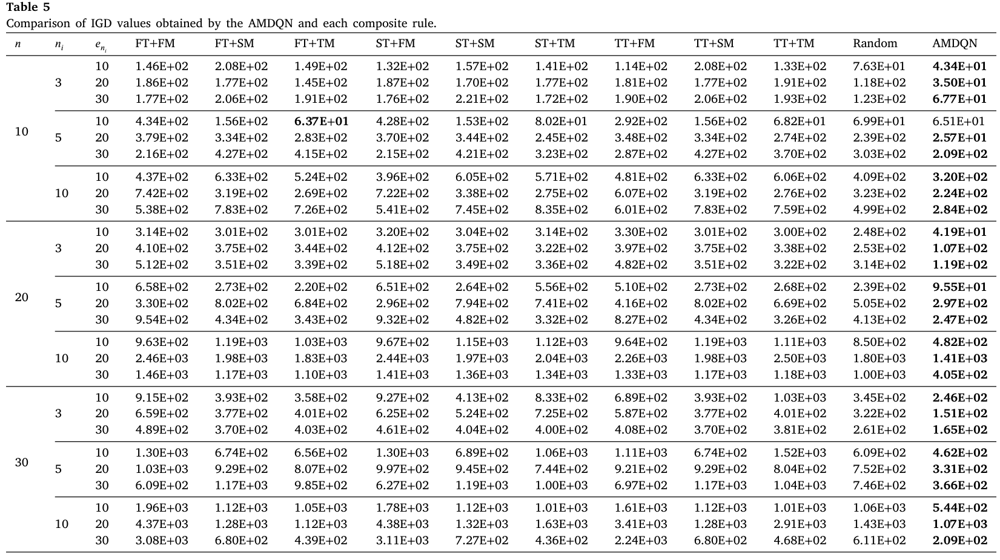 Table 5
Comparison of IGD values obtained by the AMDQN and each composite rule.
n n_i e_{n_i} FT+FM FT+SM FT+TM ST+FM ST+SM ST+TM TT+FM TT+SM TT+TM Random AMDQN
10 1.46E+02 2.08E+02 1.49E+02 1.32E+02 1.57E+02 1.41E+02 1.14E+02 2.08E+02 1.33E+02 7.63E+01 4.34E+01
3 20 1.86E+02 1.77E+02 1.45E+02 1.87E+02 1.70E+02 1.77E+02 1.81E+02 1.77E+02 1.91E+02 1.18E+02 3.50E+01
30 1.77E+02 2.06E+02 1.91E+02 1.76E+02 2.21E+02 1.72E+02 1.90E+02 2.06E+02 1.93E+02 1.23E+02 6.77E+01
10 4.34E+02 1.56E+02 6.37E+01 4.28E+02 1.53E+02 8.02E+01 2.92E+02 1.56E+02 6.82E+01 6.99E+01 6.51E+01
10 5 20 3.79E+02 3.34E+02 2.83E+02 3.70E+02 3.44E+02 2.45E+02 3.48E+02 3.34E+02 2.74E+02 2.39E+02 2.57E+01
30 2.16E+02 4.27E+02 4.15E+02 2.15E+02 4.21E+02 3.23E+02 2.87E+02 4.27E+02 3.70E+02 3.03E+02 2.09E+02
10 4.37E+02 6.33E+02 5.24E+02 3.96E+02 6.05E+02 5.71E+02 4.81E+02 6.33E+02 6.06E+02 4.09E+02 3.20E+02
10 20 7.42E+02 3.19E+02 2.69E+02 7.22E+02 3.38E+02 2.75E+02 6.07E+02 3.19E+02 2.76E+02 3.23E+02 2.24E+02
30 5.38E+02 7.83E+02 7.26E+02 5.41E+02 7.45E+02 8.35E+02 6.01E+02 7.83E+02 7.59E+02 4.99E+02 2.84E+02
10 3.14E+02 3.01E+02 3.01E+02 3.20E+02 3.04E+02 3.14E+02 3.30E+02 3.01E+02 3.00E+02 2.48E+02 4.19E+01
3 20 4.10E+02 3.75E+02 3.44E+02 4.12E+02 3.75E+02 3.22E+02 3.97E+02 3.75E+02 3.38E+02 2.53E+02 1.07E+02
30 5.12E+02 3.51E+02 3.39E+02 5.18E+02 3.49E+02 3.36E+02 4.82E+02 3.51E+02 3.22E+02 3.14E+02 1.19E+02
10 6.58E+02 2.73E+02 2.20E+02 6.51E+02 2.64E+02 5.56E+02 5.10E+02 2.73E+02 2.68E+02 2.39E+02 9.55E+01
20 5 20 3.30E+02 8.02E+02 6.84E+02 2.96E+02 7.94E+02 7.41E+02 4.16E+02 8.02E+02 6.69E+02 5.05E+02 2.97E+02
30 9.54E+02 4.34E+02 3.43E+02 9.32E+02 4.82E+02 3.32E+02 8.27E+02 4.34E+02 3.26E+02 4.13E+02 2.47E+02
10 9.63E+02 1.19E+03 1.03E+03 9.67E+02 1.15E+03 1.12E+03 9.64E+02 1.19E+03 1.11E+03 8.50E+02 4.82E+02
10 20 2.46E+03 1.98E+03 1.83E+03 2.44E+03 1.97E+03 2.04E+03 2.26E+03 1.98E+03 2.50E+03 1.80E+03 1.41E+03
30 1.46E+03 1.17E+03 1.10E+03 1.41E+03 1.36E+03 1.34E+03 1.33E+03 1.17E+03 1.18E+03 1.00E+03 4.05E+02
10 9.15E+02 3.93E+02 3.58E+02 9.27E+02 4.13E+02 8.33E+02 6.89E+02 3.93E+02 1.03E+03 3.45E+02 2.46E+02
3 20 6.59E+02 3.77E+02 4.01E+02 6.25E+02 5.24E+02 7.25E+02 5.87E+02 3.77E+02 4.01E+02 3.22E+02 1.51E+02
30 4.89E+02 3.70E+02 4.03E+02 4.61E+02 4.04E+02 4.00E+02 4.08E+02 3.70E+02 3.81E+02 2.61E+02 1.65E+02
10 1.30E+03 6.74E+02 6.56E+02 1.30E+03 6.89E+02 1.06E+03 1.11E+03 6.74E+02 1.52E+03 6.09E+02 4.62E+02
30 5 20 1.03E+03 9.29E+02 8.07E+02 9.97E+02 9.45E+02 7.44E+02 9.21E+02 9.29E+02 8.04E+02 7.52E+02 3.31E+02
30 6.09E+02 1.17E+03 9.85E+02 6.27E+02 1.19E+03 1.00E+03 6.97E+02 1.17E+03 1.04E+03 7.46E+02 3.66E+02
10 1.96E+03 1.12E+03 1.05E+03 1.78E+03 1.12E+03 1.01E+03 1.61E+03 1.12E+03 1.01E+03 1.06E+03 5.44E+02
10 20 4.37E+03 1.28E+03 1.12E+03 4.38E+03 1.32E+03 1.63E+03 3.41E+03 1.28E+03 2.91E+03 1.43E+03 1.07E+03
30 3.08E+03 6.80E+02 4.39E+02 3.11E+03 7.27E+02 4.36E+02 2.24E+03 6.80E+02 4.68E+02 6.11E+02 2.09E+02